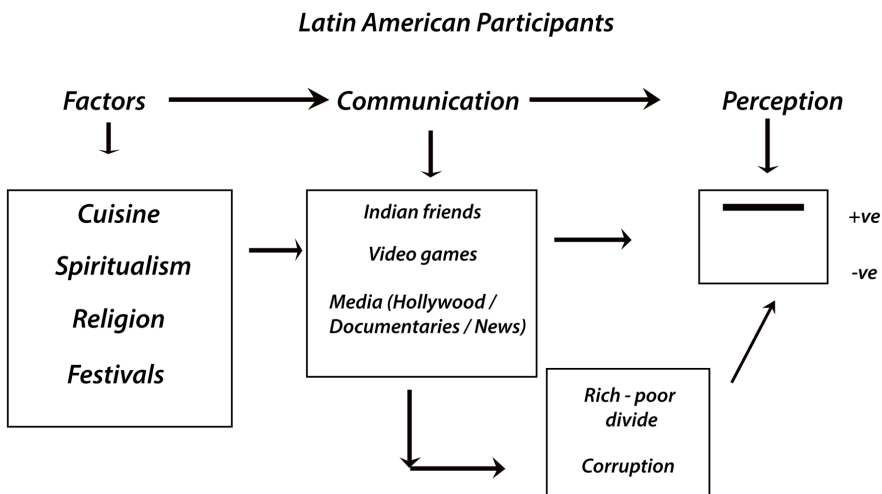 Latin American Participants
Factors Communication Perception
Cuisine
Spiritualism
Religion
Festivals
Indian friends
Video games
Media (Hollywood /
Documentaries / News)
+ve
-ve
Rich - poor
divide
Corruption